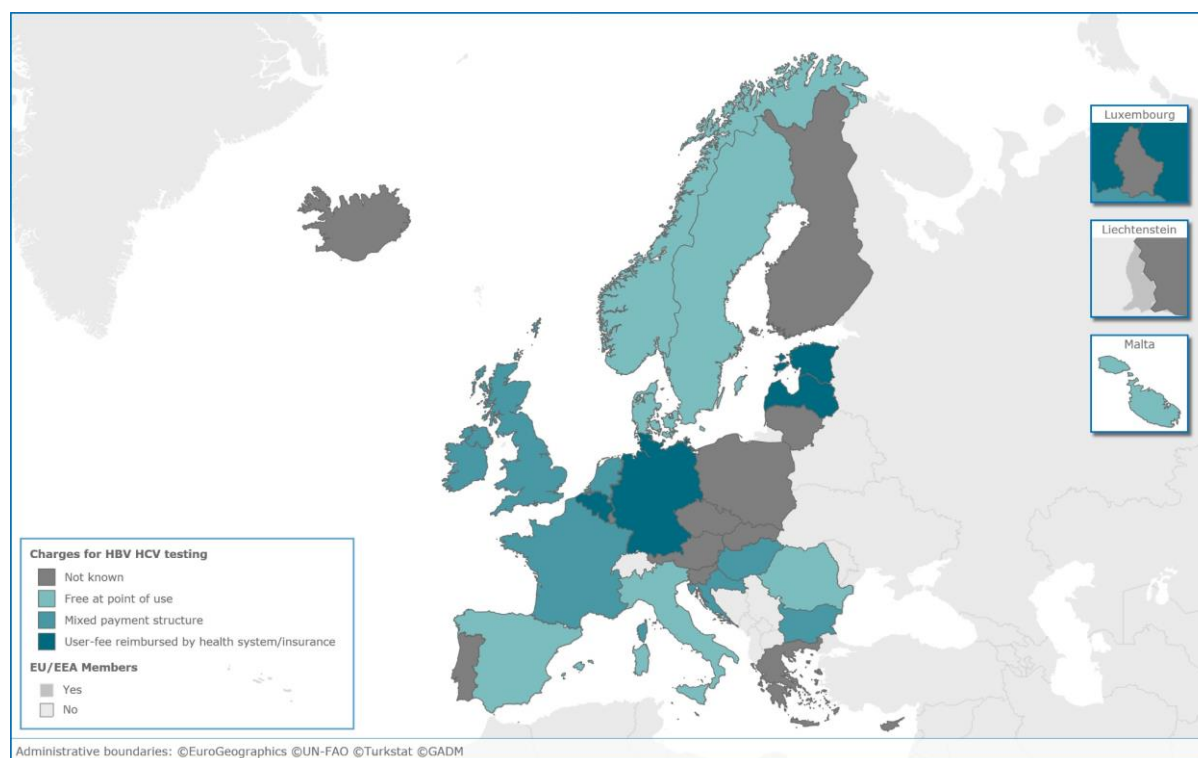 Luxembourg
Liechtenstein
Malta
Charges for HBV HCV testing
Not known
Free at point of use
Mixed payment structure
User-fee reimbursed by health system/insurance
EU/EEA Members
Yes
No
Administrative boundaries: ©EuroGeographics ©UN-FAO ©Turkstat ©GADM